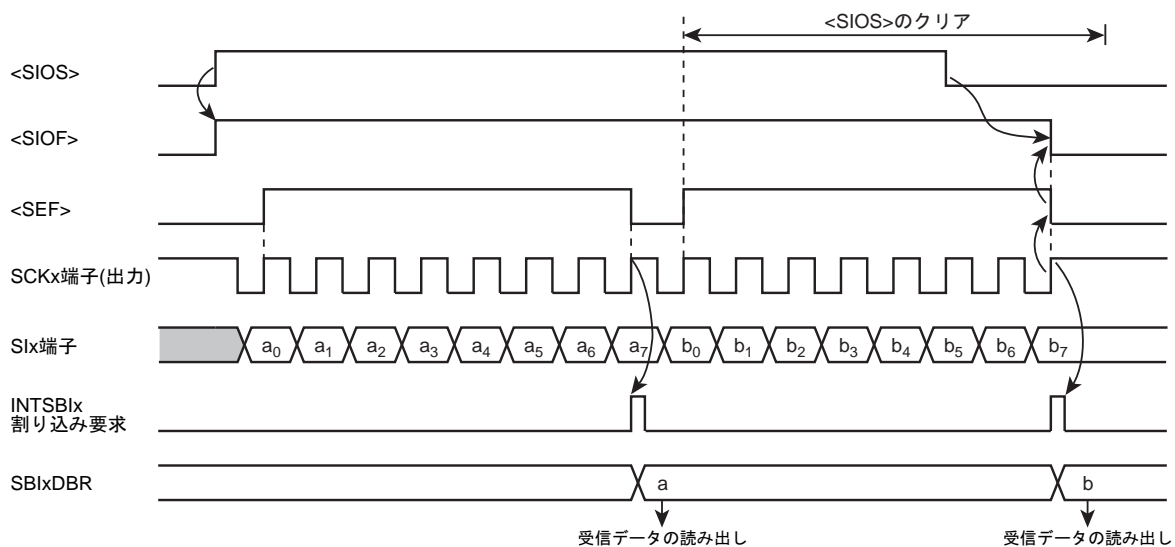 <SIOS>のクリア
<SIOS>
<SIOF>
<SEF>
SCKx端子(出力)
SIx端子
a0 a1 a2 a3 a4 a5 a6 a7 b0 b1 b2 b3 b4 b5 b6 b7
INTSBIx
割り込み要求
SBIxDBR
a b
受信データの読み出し 受信データの読み出し